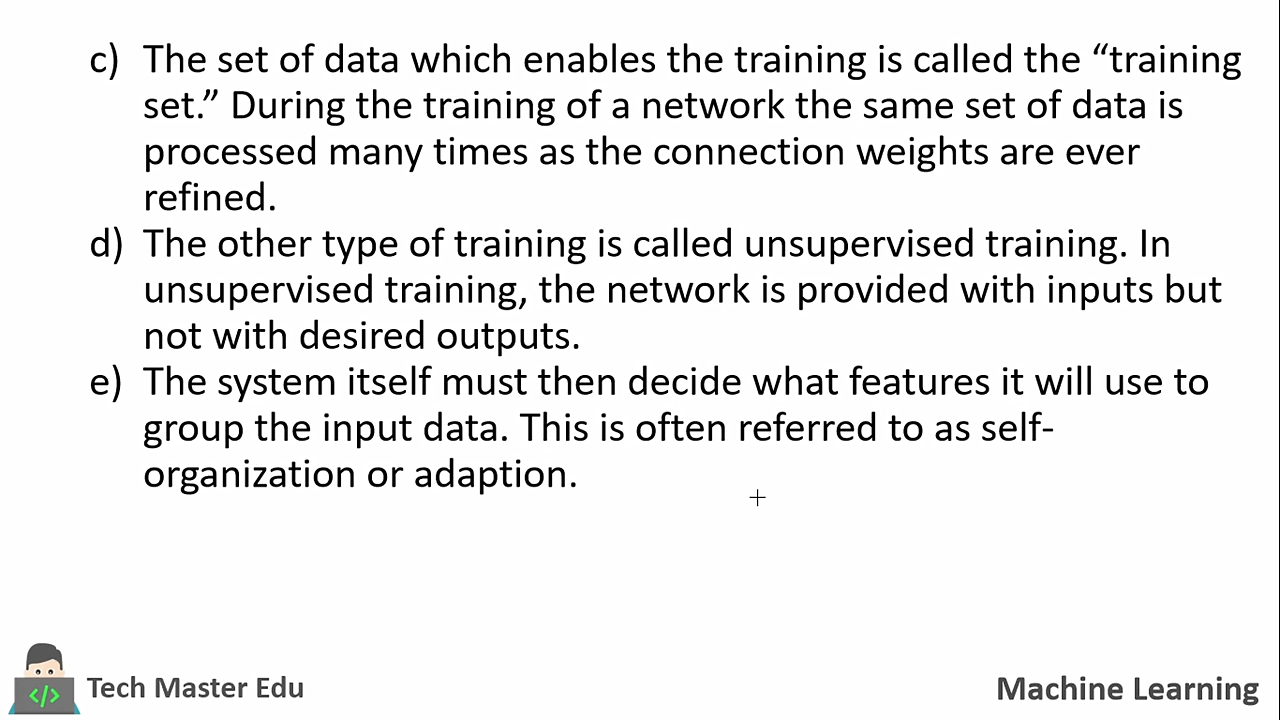 c) The set of data which enables the training is called the “training
set.” During the training of a network the same set of data is
processed many times as the connection weights are ever
refined.
d) The other type of training is called unsupervised training. In
unsupervised training, the network is provided with inputs but
not with desired outputs.
e) The system itself must then decide what features it will use to
group the input data. This is often referred to as self-
organization or adaption.
</> Tech Master Edu
Machine Learning